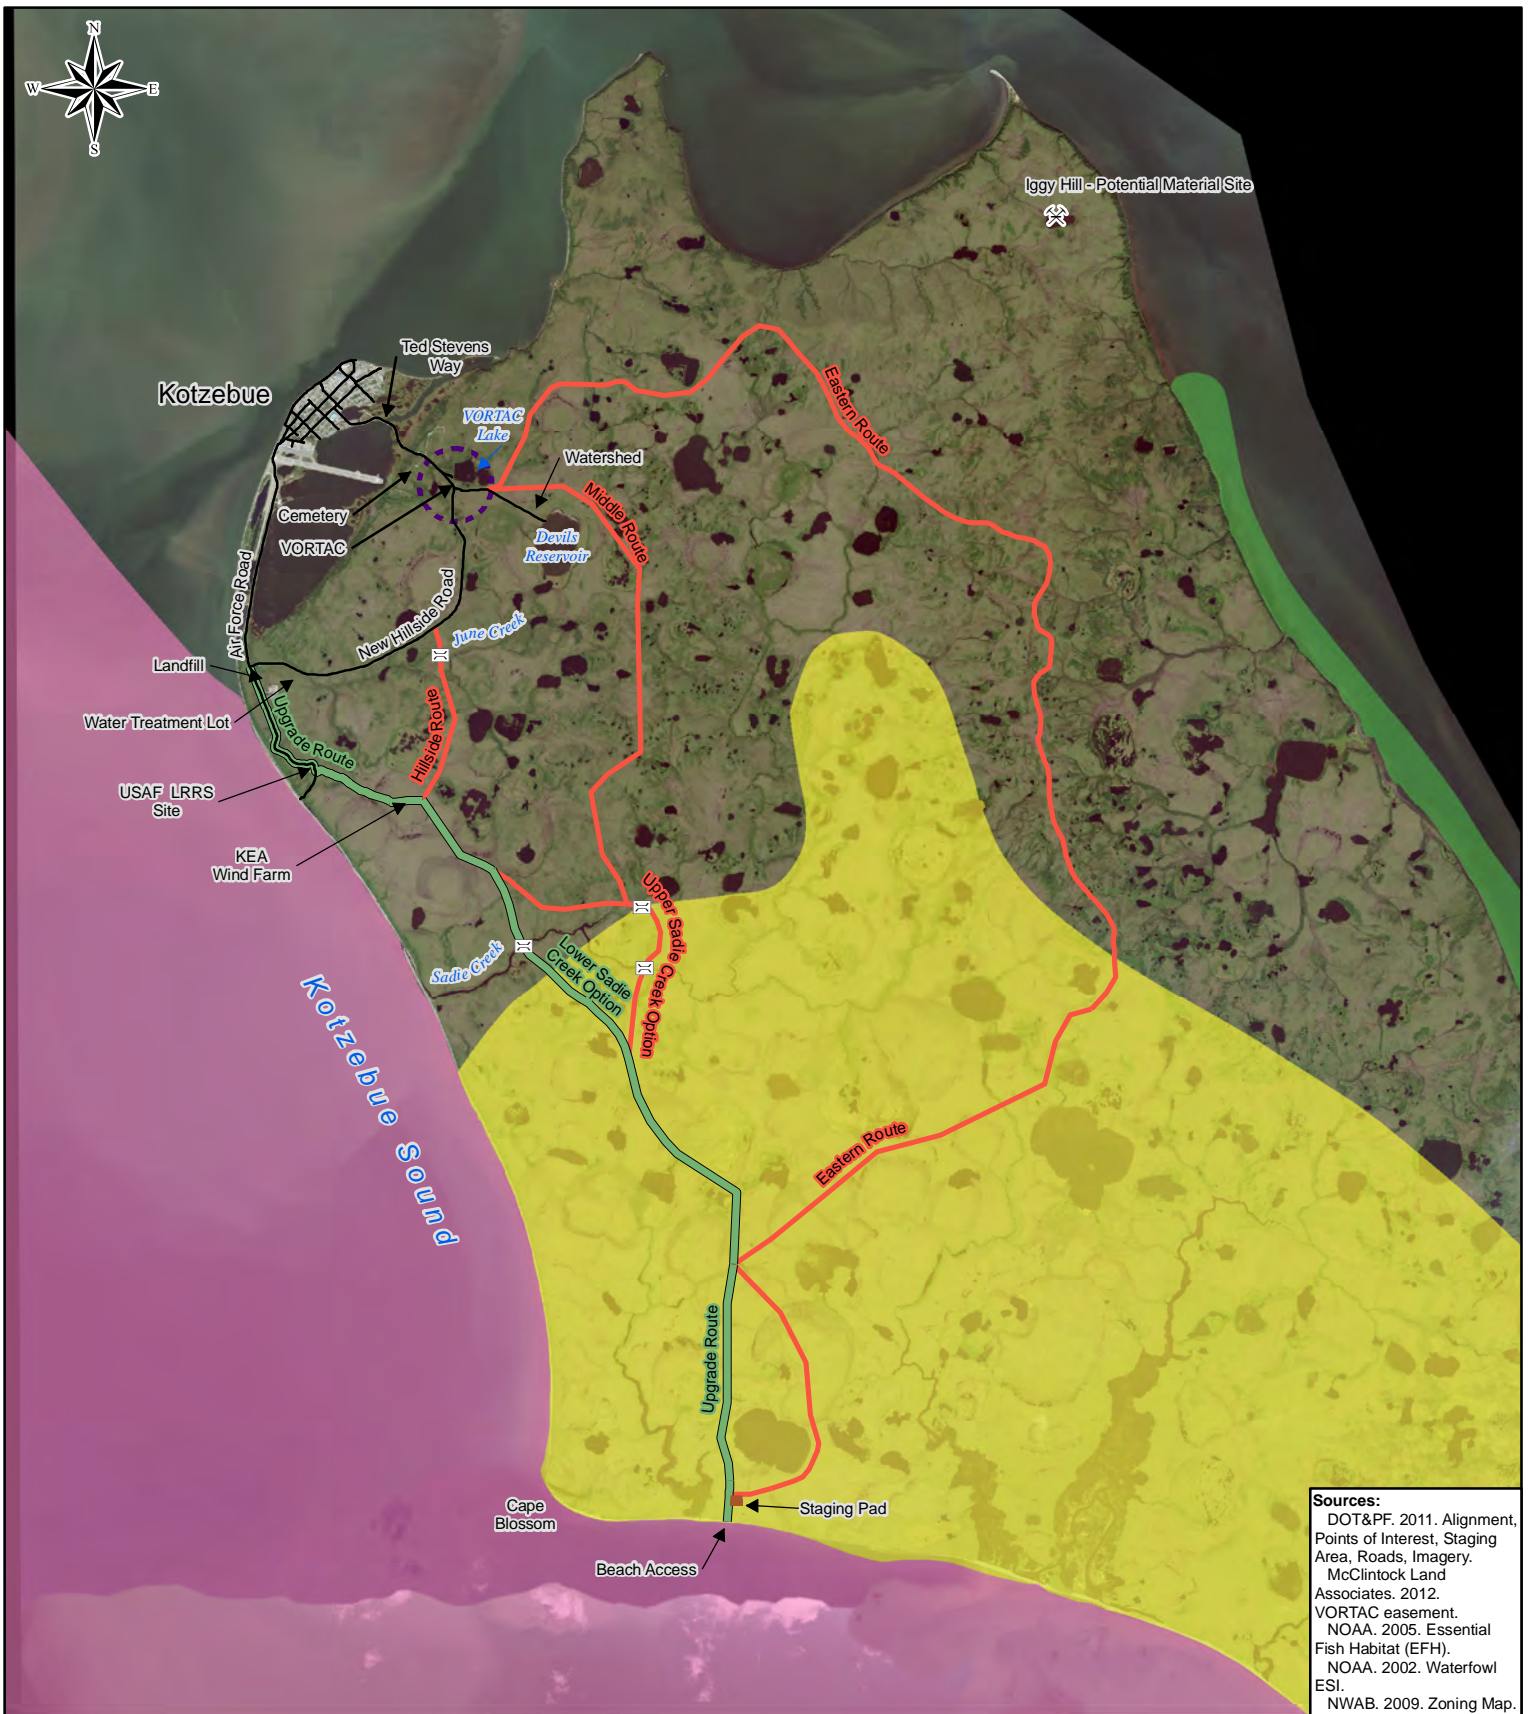 N
W
E
S
Iggy Hill - Potential Material Site
Ted Stevens
Way
Kotzebue
VORTAC
Lake
Eastern Route
Watershed
Middle Route
Cemetery
VORTAC
Devils
Reservoir
Air Force Road
New Hillside Road
June Creek
Landfill
Water Treatment Lot
Upgrade Route
Hillside Route
USAF LRRS
Site
KEA
Wind Farm
Upper Sadie Creek Option
Lower Sadie
Creek Option
Sadie Creek
Kotzebue Sound
Eastern Route
Upgrade Route
Cape
Blossom
Staging Pad
Beach Access
Sources:
DOT&PF. 2011. Alignment,
Points of Interest, Staging
Area, Roads, Imagery.
McClintock Land
Associates. 2012.
VORTAC easement.
NOAA. 2005. Essential
Fish Habitat (EFH).
NOAA. 2002. Waterfowl
ESI.
NWAB. 2009. Zoning Map.